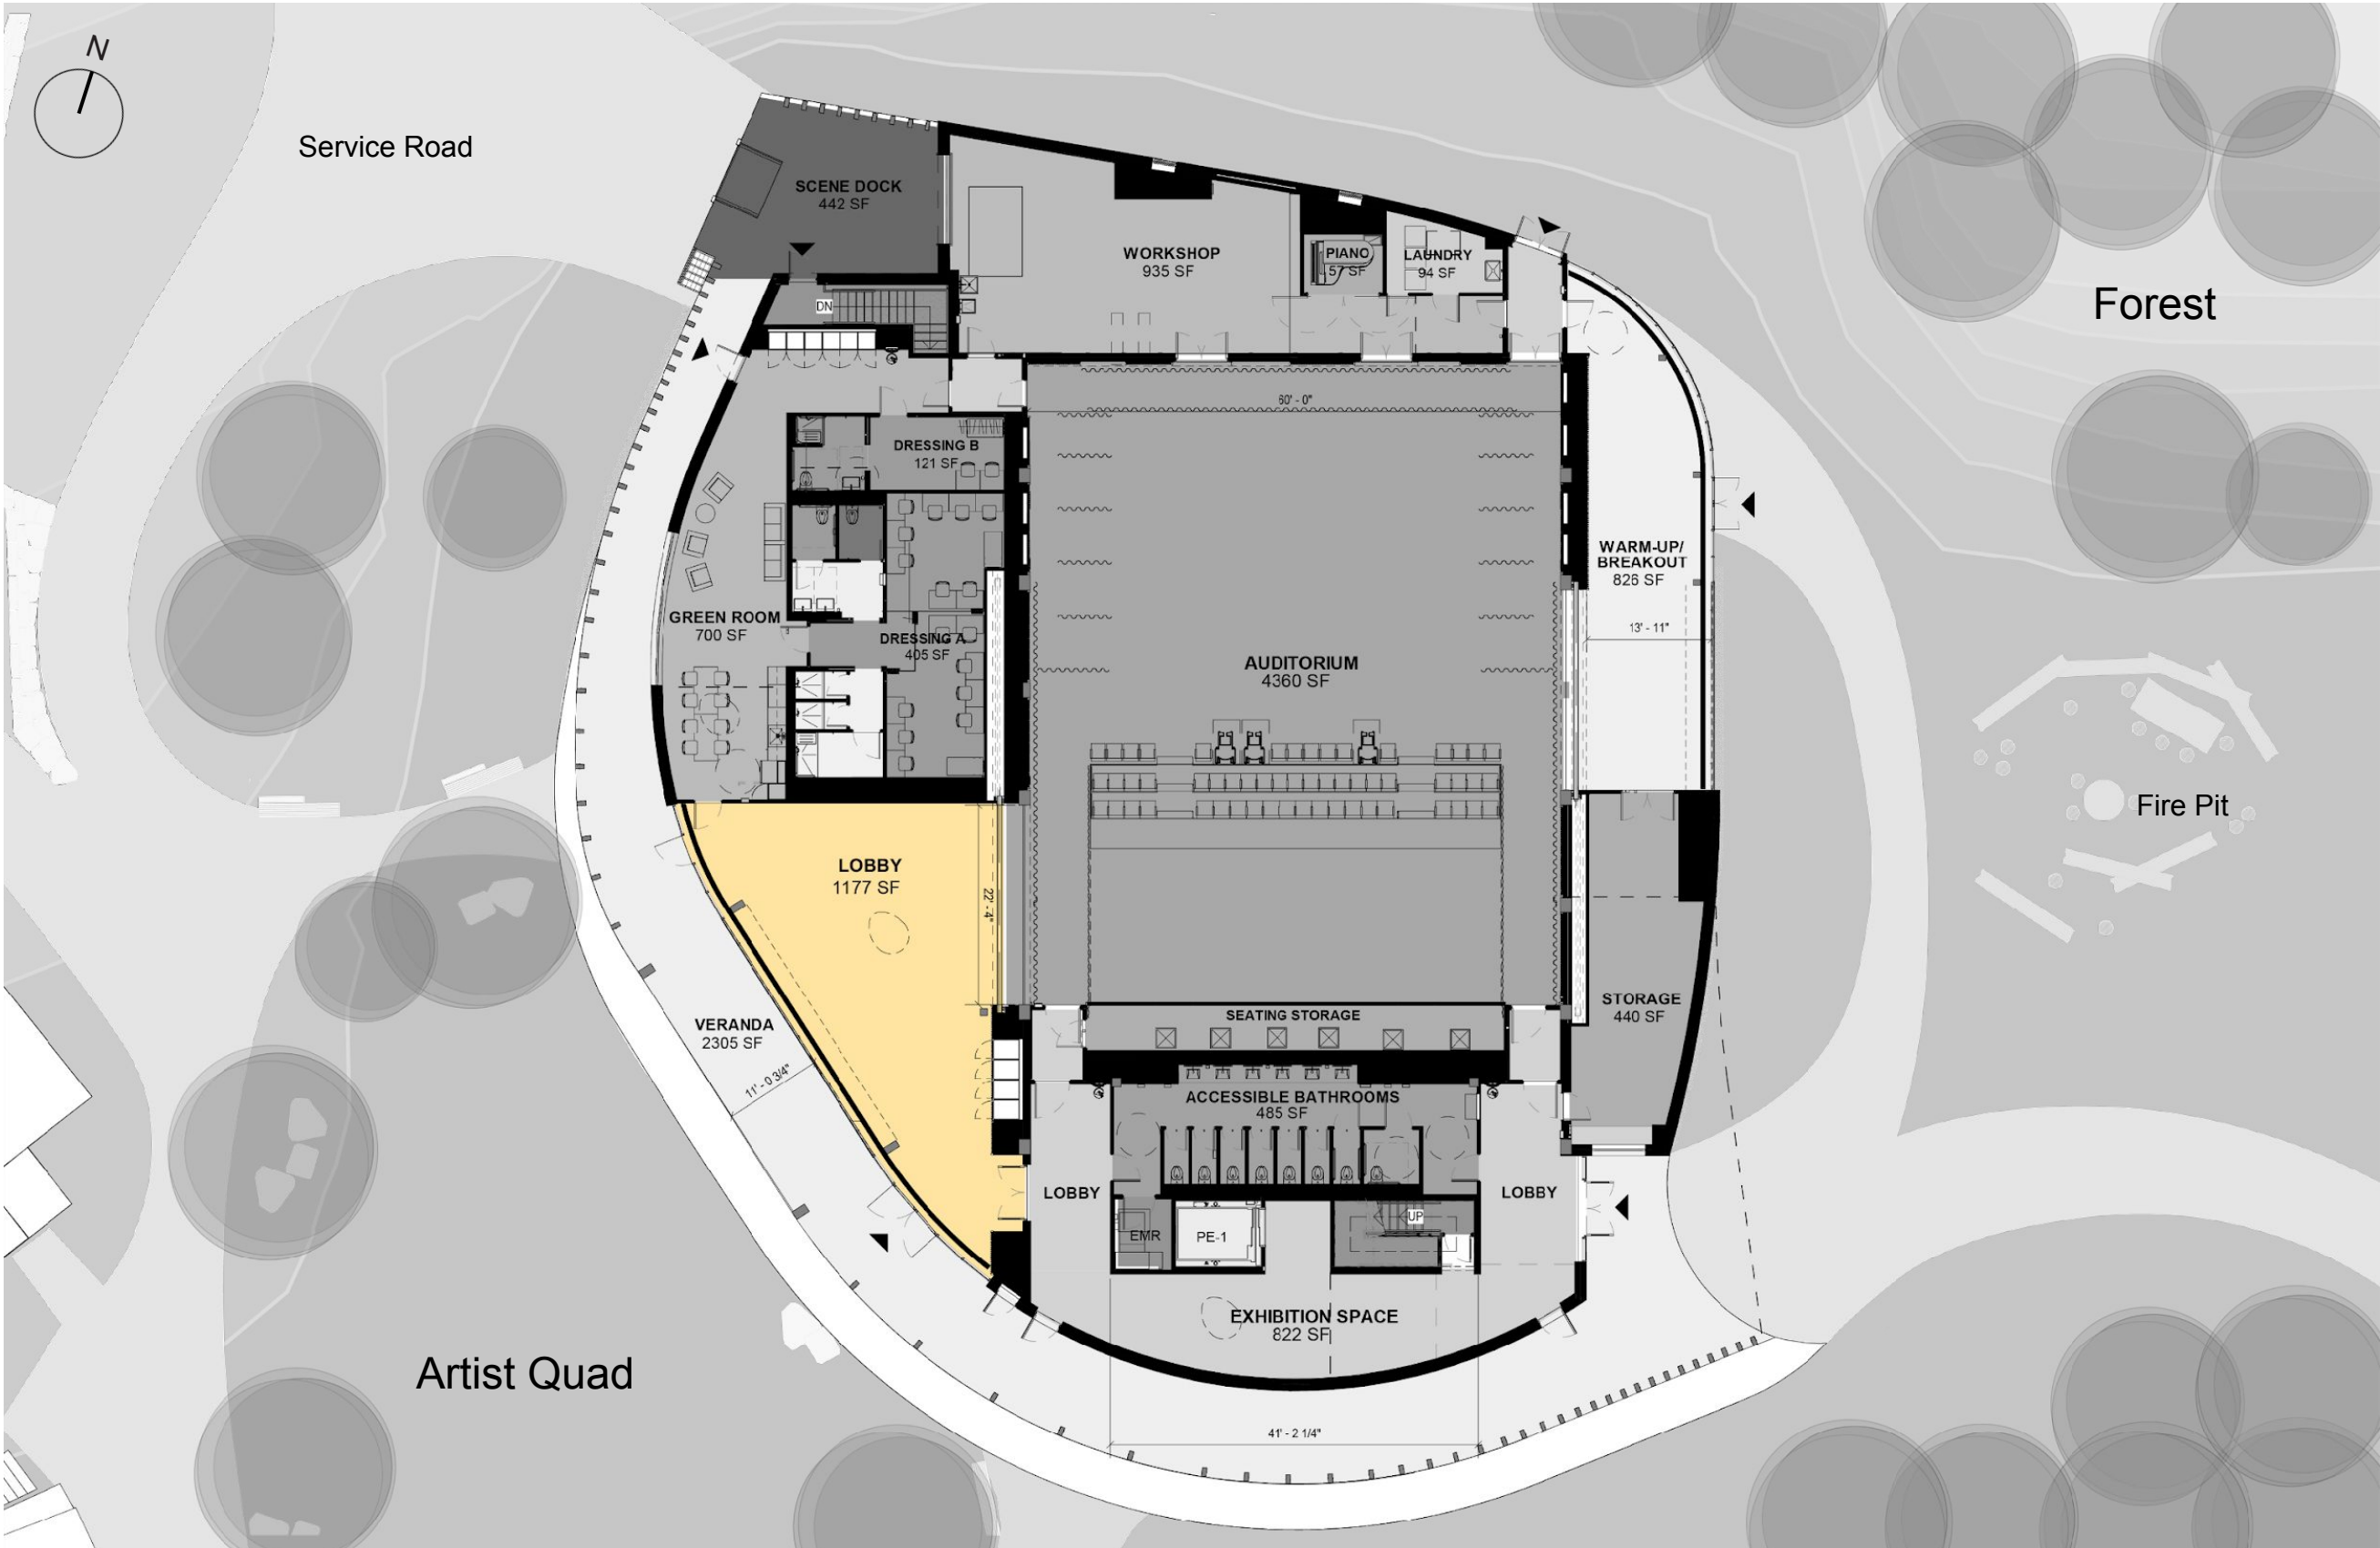 N
Service Road
SCENE DOCK
442 SF
WORKSHOP
935 SF
PIANO
57 SF
LAUNDRY
94 SF
Forest
DN
60' - 0"
DRESSING B
121 SF
WARM-UP/
BREAKOUT
826 SF
13' - 11"
GREEN ROOM
700 SF
DRESSING A
405 SF
AUDITORIUM
4360 SF
Fire Pit
LOBBY
1177 SF
22' - 4"
VERANDA
2305 SF
11' - 0 3/4"
SEATING STORAGE
STORAGE
440 SF
ACCESSIBLE BATHROOMS
485 SF
LOBBY
LOBBY
EMR
PE-1
UP
EXHIBITION SPACE
822 SF
Artist Quad
41' - 2 1/4"